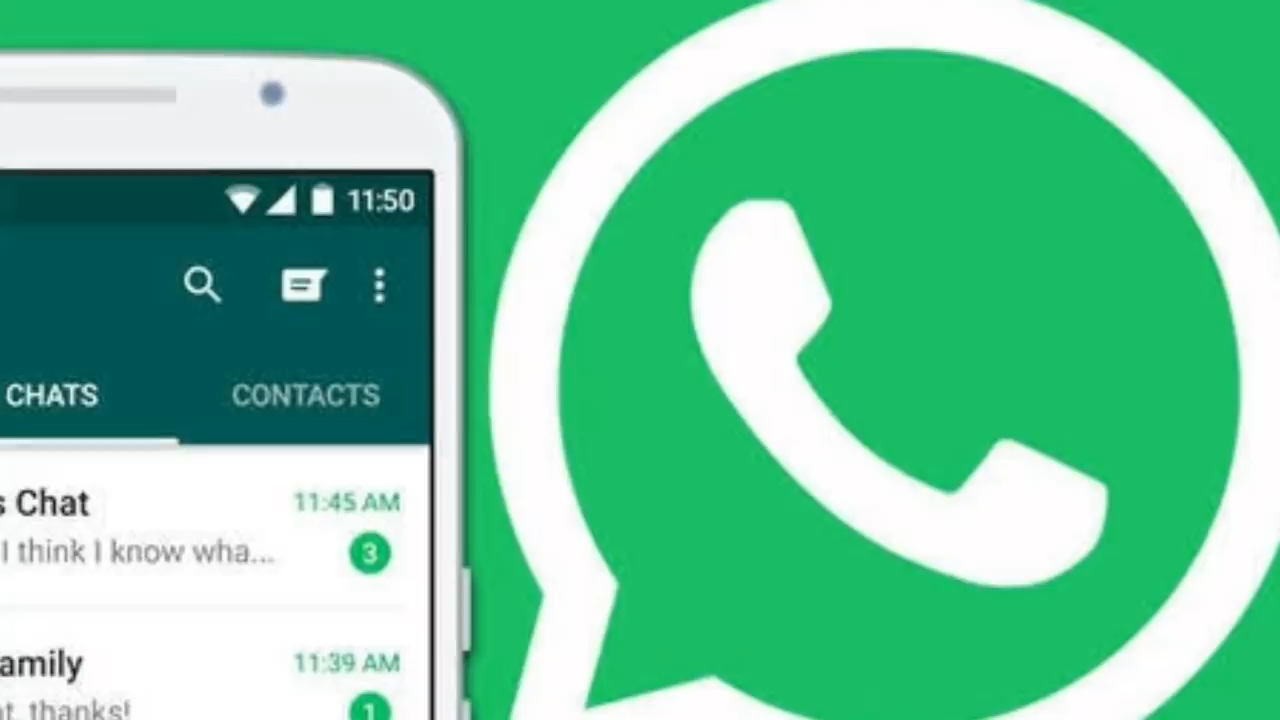 11:50
CHATS CONTACTS
s Chat 11:45 AM
I think I know wha... 3
amily 11:39 AM
t, thanks! 1